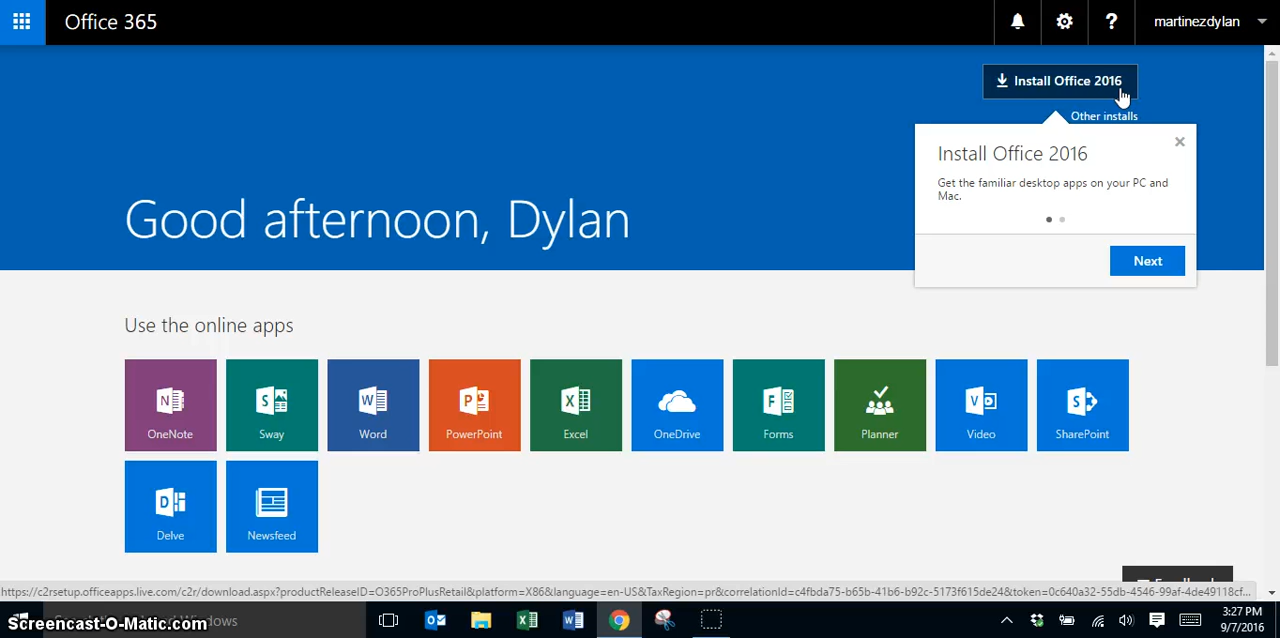 Office 365
?
martinezdylan
Install Office 2016
Other installs
Install Office 2016
Get the familiar desktop apps on your PC and
Mac.
Next
Good afternoon, Dylan
Use the online apps
N
OneNote
S
Sway
W
Word
P
PowerPoint
X
Excel
OneDrive
F
Forms
Planner
V
Video
S
SharePoint
D
Delve
Newsfeed
https://c2rsetup.officeapps.live.com/c2r/download.aspx?productReleaseID=O365ProPlusRetail&platform=X86&language=en-US&TaxRegion=pr&correlationId=c4fbda75-b65b-41b6-b92c-5173f615de24&token=0c640a32-55db-4546-99af-4de49118cf...
Screencast-O-Matic.com
3:27 PM
9/7/2016